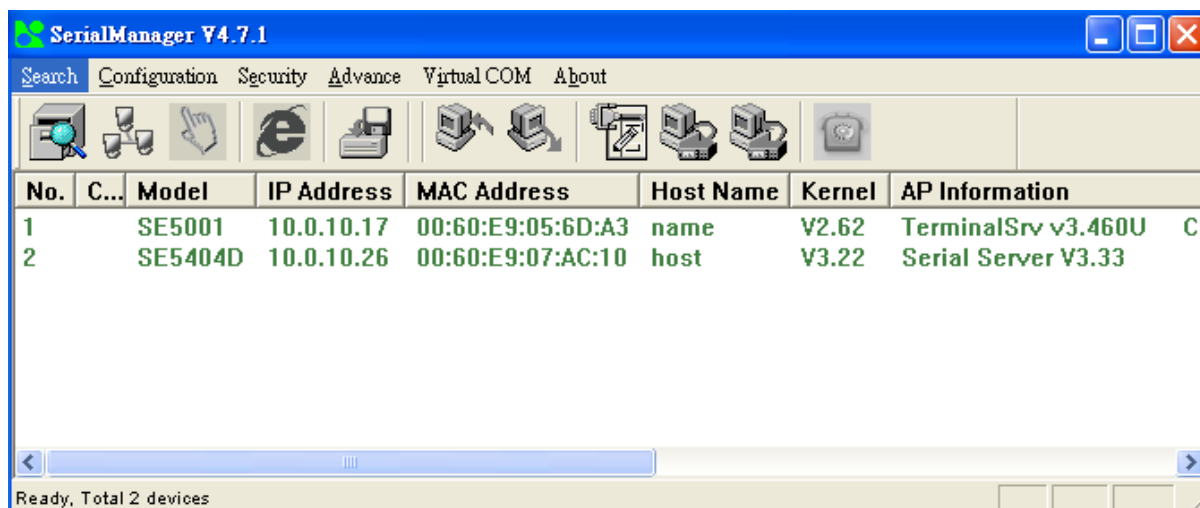 SerialManager V4.7.1
Search Configuration Security Advance Virtual COM About
No. C... Model IP Address MAC Address Host Name Kernel AP Information
1 SE5001 10.0.10.17 00:60:E9:05:6D:A3 name V2.62 TerminalSrv v3.460U C
2 SE5404D 10.0.10.26 00:60:E9:07:AC:10 host V3.22 Serial Server V3.33
Ready, Total 2 devices